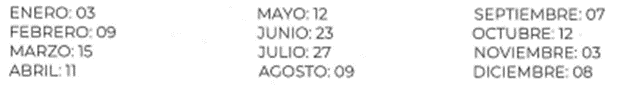 ENERO: 03
FEBRERO: 09
MARZO: 15
ABRIL: 11
MAYO: 12
JUNIO: 23
JULIO: 27
AGOSTO: 09
SEPTIEMBRE: 07
OCTUBRE: 12
NOVIEMBRE: 03
DICIEMBRE: 08